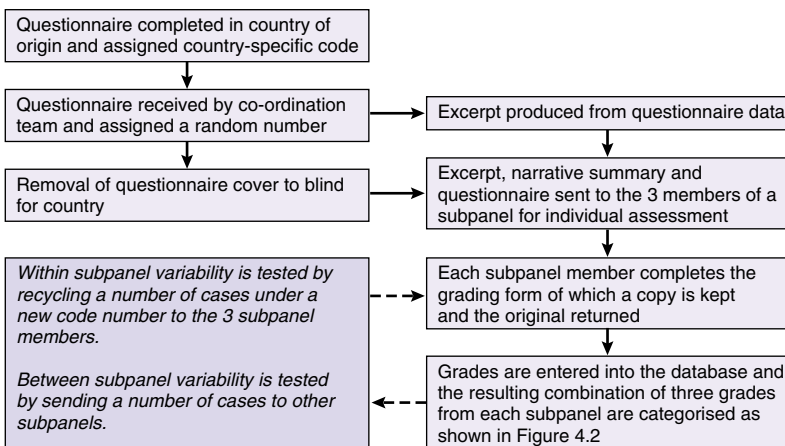 Questionnaire completed in country of
origin and assigned country-specific code
Questionnaire received by co-ordination
team and assigned a random number
Excerpt produced from questionnaire data
Removal of questionnaire cover to blind
for country
Excerpt, narrative summary and
questionnaire sent to the 3 members of a
subpanel for individual assessment
Within subpanel variability is tested by
recycling a number of cases under a
new code number to the 3 subpanel
members.
Between subpanel variability is tested
by sending a number of cases to other
subpanels.
Each subpanel member completes the
grading form of which a copy is kept
and the original returned
Grades are entered into the database and
the resulting combination of three grades
from each subpanel are categorised as
shown in Figure 4.2